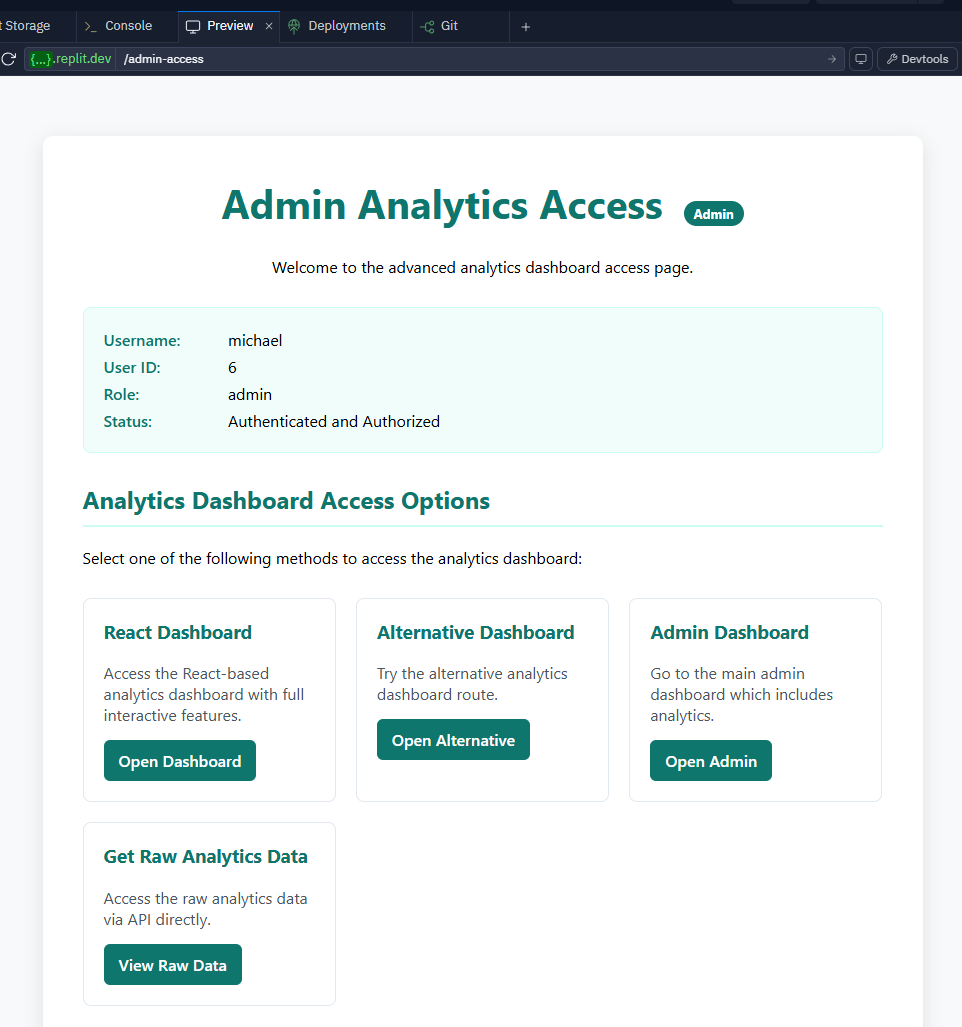 t Storage
Console
Preview ×
Deployments
Git
+
{...}.replit.dev /admin-access
Devtools
Admin Analytics Access Admin
Welcome to the advanced analytics dashboard access page.
Username: michael
User ID: 6
Role: admin
Status: Authenticated and Authorized
Analytics Dashboard Access Options
Select one of the following methods to access the analytics dashboard:
React Dashboard
Access the React-based
analytics dashboard with full
interactive features.
Open Dashboard
Alternative Dashboard
Try the alternative analytics
dashboard route.
Open Alternative
Admin Dashboard
Go to the main admin
dashboard which includes
analytics.
Open Admin
Get Raw Analytics Data
Access the raw analytics data
via API directly.
View Raw Data